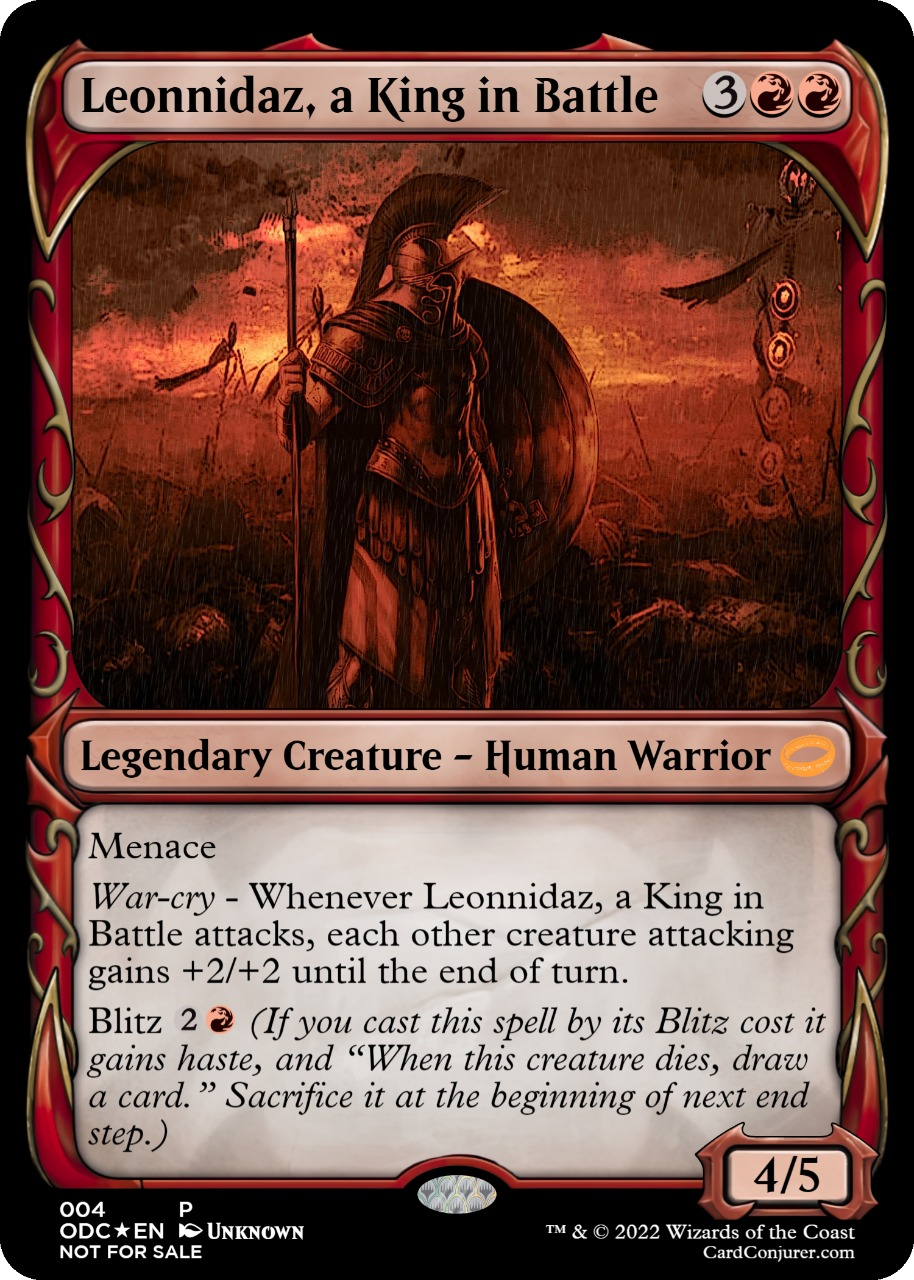 Leonnidaz, a King in Battle 3
Legendary Creature – Human Warrior
Menace
War-cry - Whenever Leonnidaz, a King in
Battle attacks, each other creature attacking
gains +2/+2 until the end of turn.
Blitz 2 (If you cast this spell by its Blitz cost it
gains haste, and “When this creature dies, draw
a card.” Sacrifice it at the beginning of next end
step.)
4/5
004 P
ODC★EN Unknown
NOT FOR SALE
™ & © 2022 Wizards of the Coast
CardConjurer.com